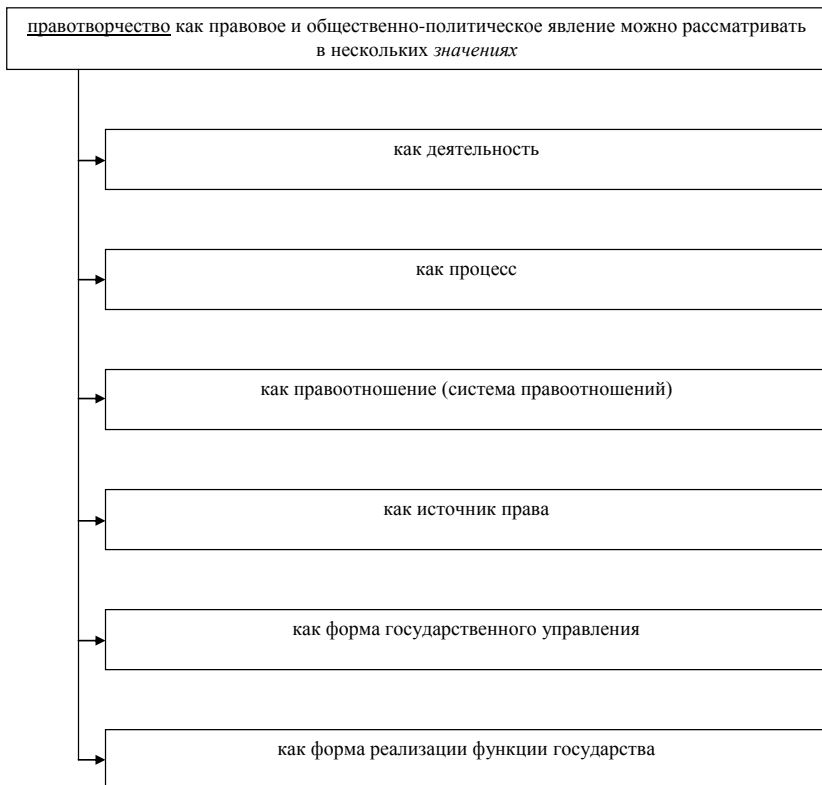 правотворчество как правовое и общественно-политическое явление можно рассматривать
в нескольких значениях
как деятельность
как процесс
как правоотношение (система правоотношений)
как источник права
как форма государственного управления
как форма реализации функции государства